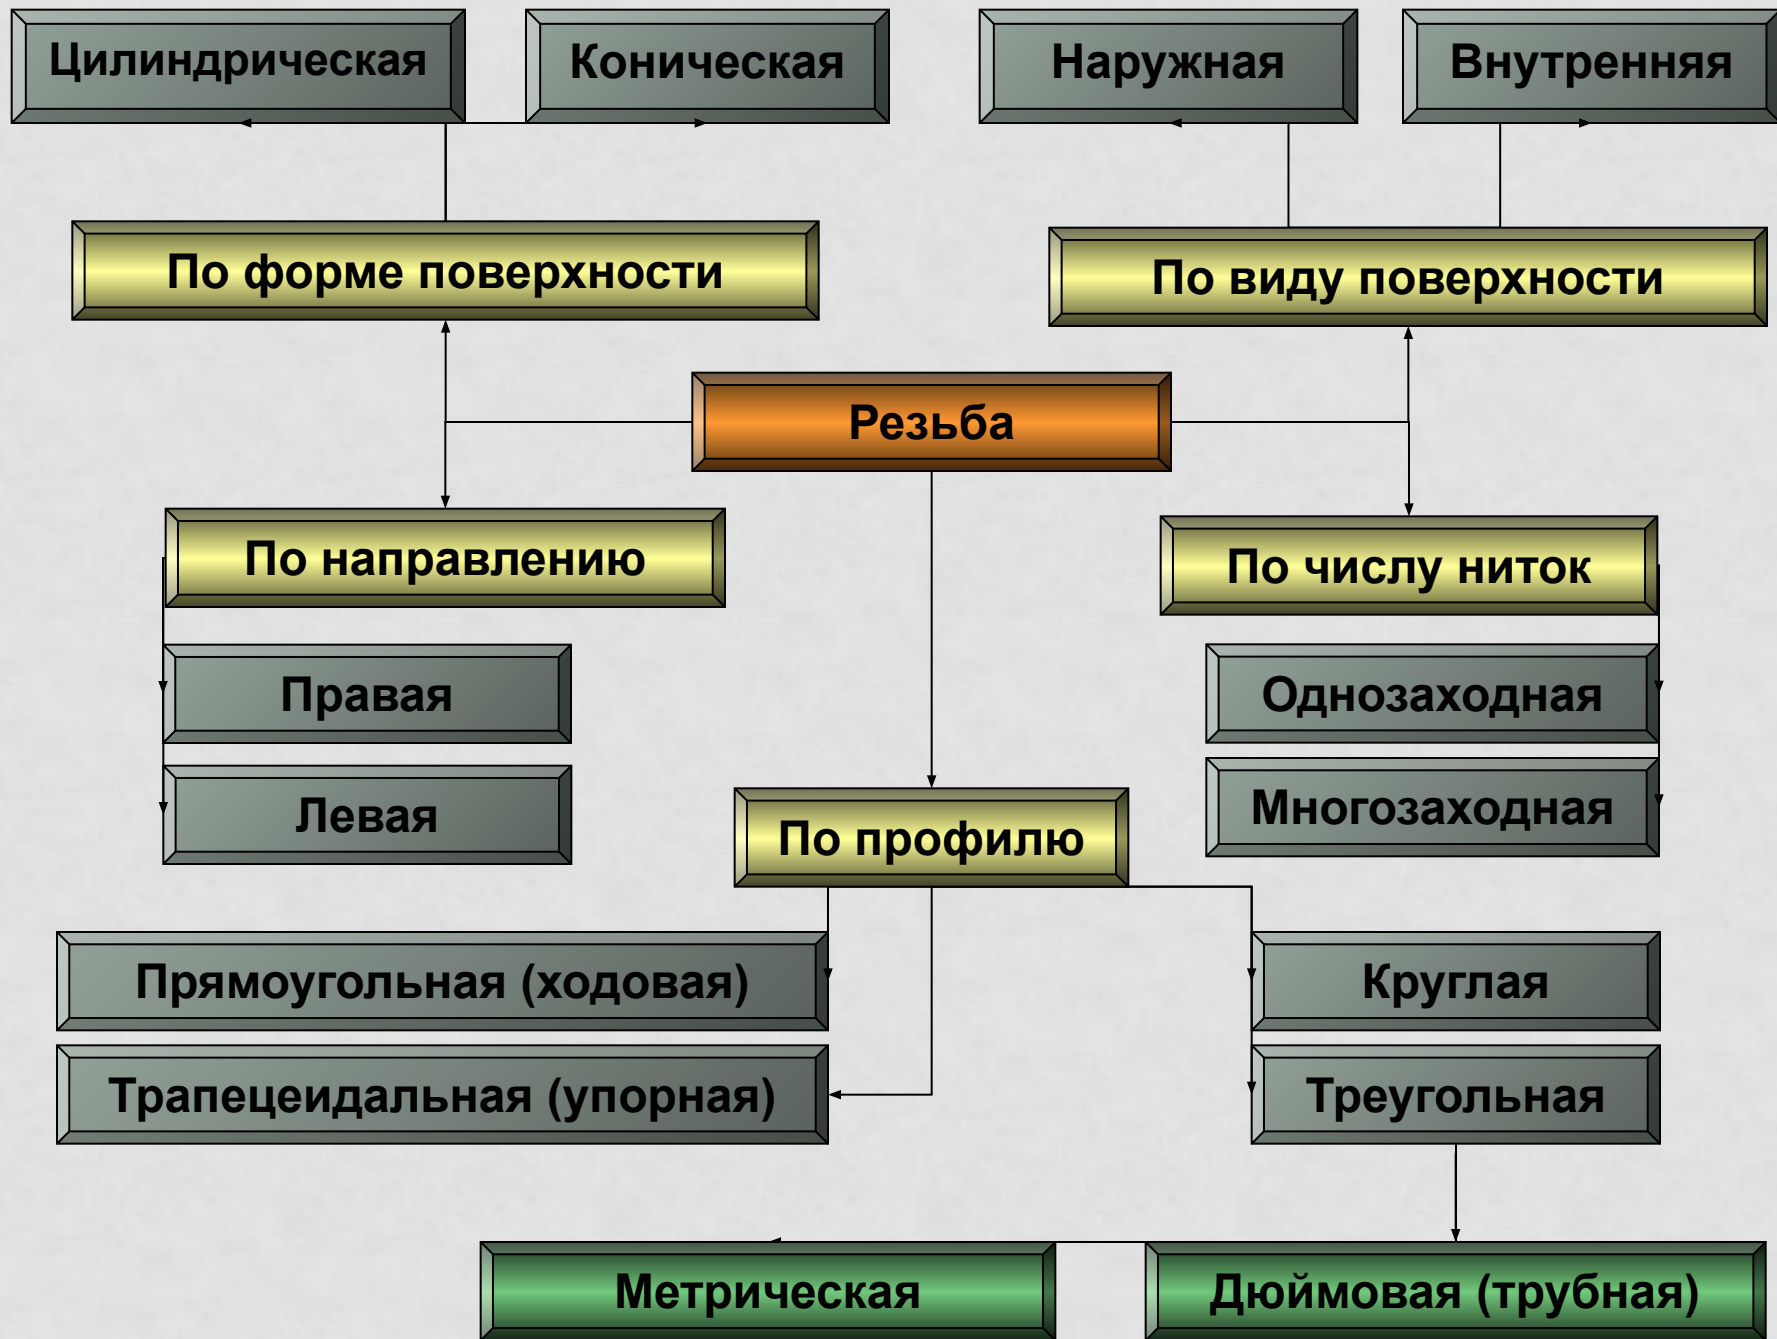 Цилиндрическая
Коническая
Наружная
Внутренняя
По форме поверхности
По виду поверхности
Резьба
По направлению
По числу ниток
Правая
Однозаходная
Левая
Многозаходная
По профилю
Прямоугольная (ходовая)
Круглая
Трапецеидальная (упорная)
Треугольная
Метрическая
Дюймовая (трубная)